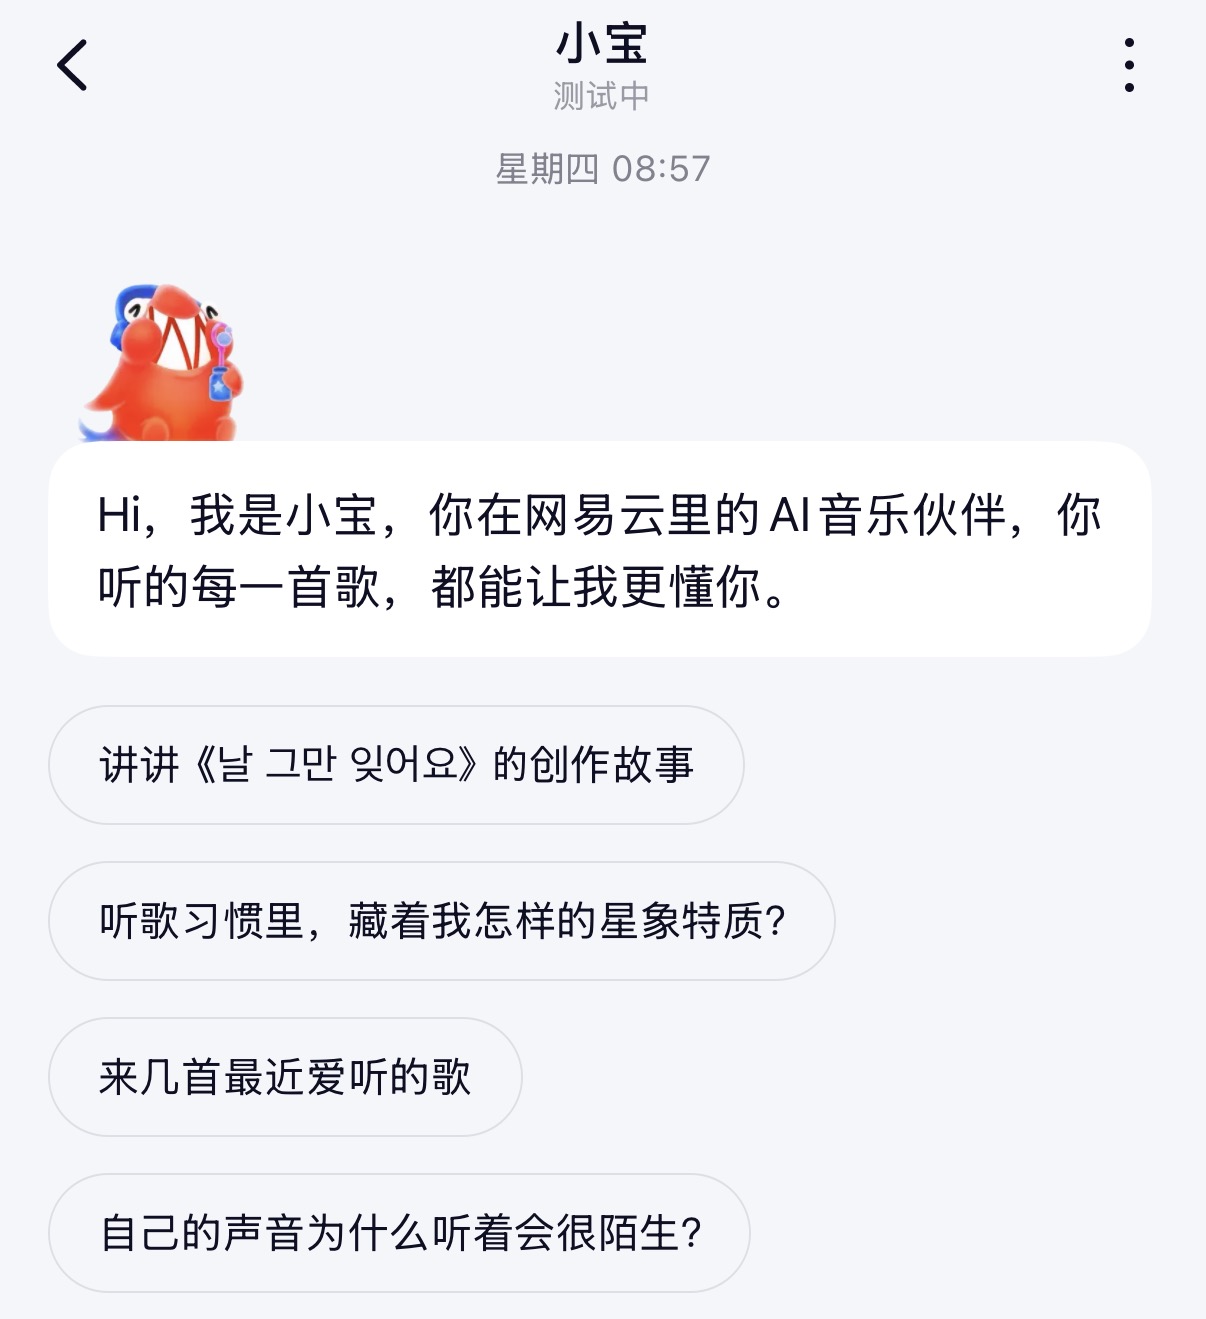 小宝
测试中
星期四 08:57
Hi，我是小宝，你在网易云里的AI音乐伙伴，你
听的每一首歌，都能让我更懂你。
讲讲《날 그만 잊어요》的创作故事
听歌习惯里，藏着我怎样的星象特质?
来几首最近爱听的歌
自己的声音为什么听着会很陌生?